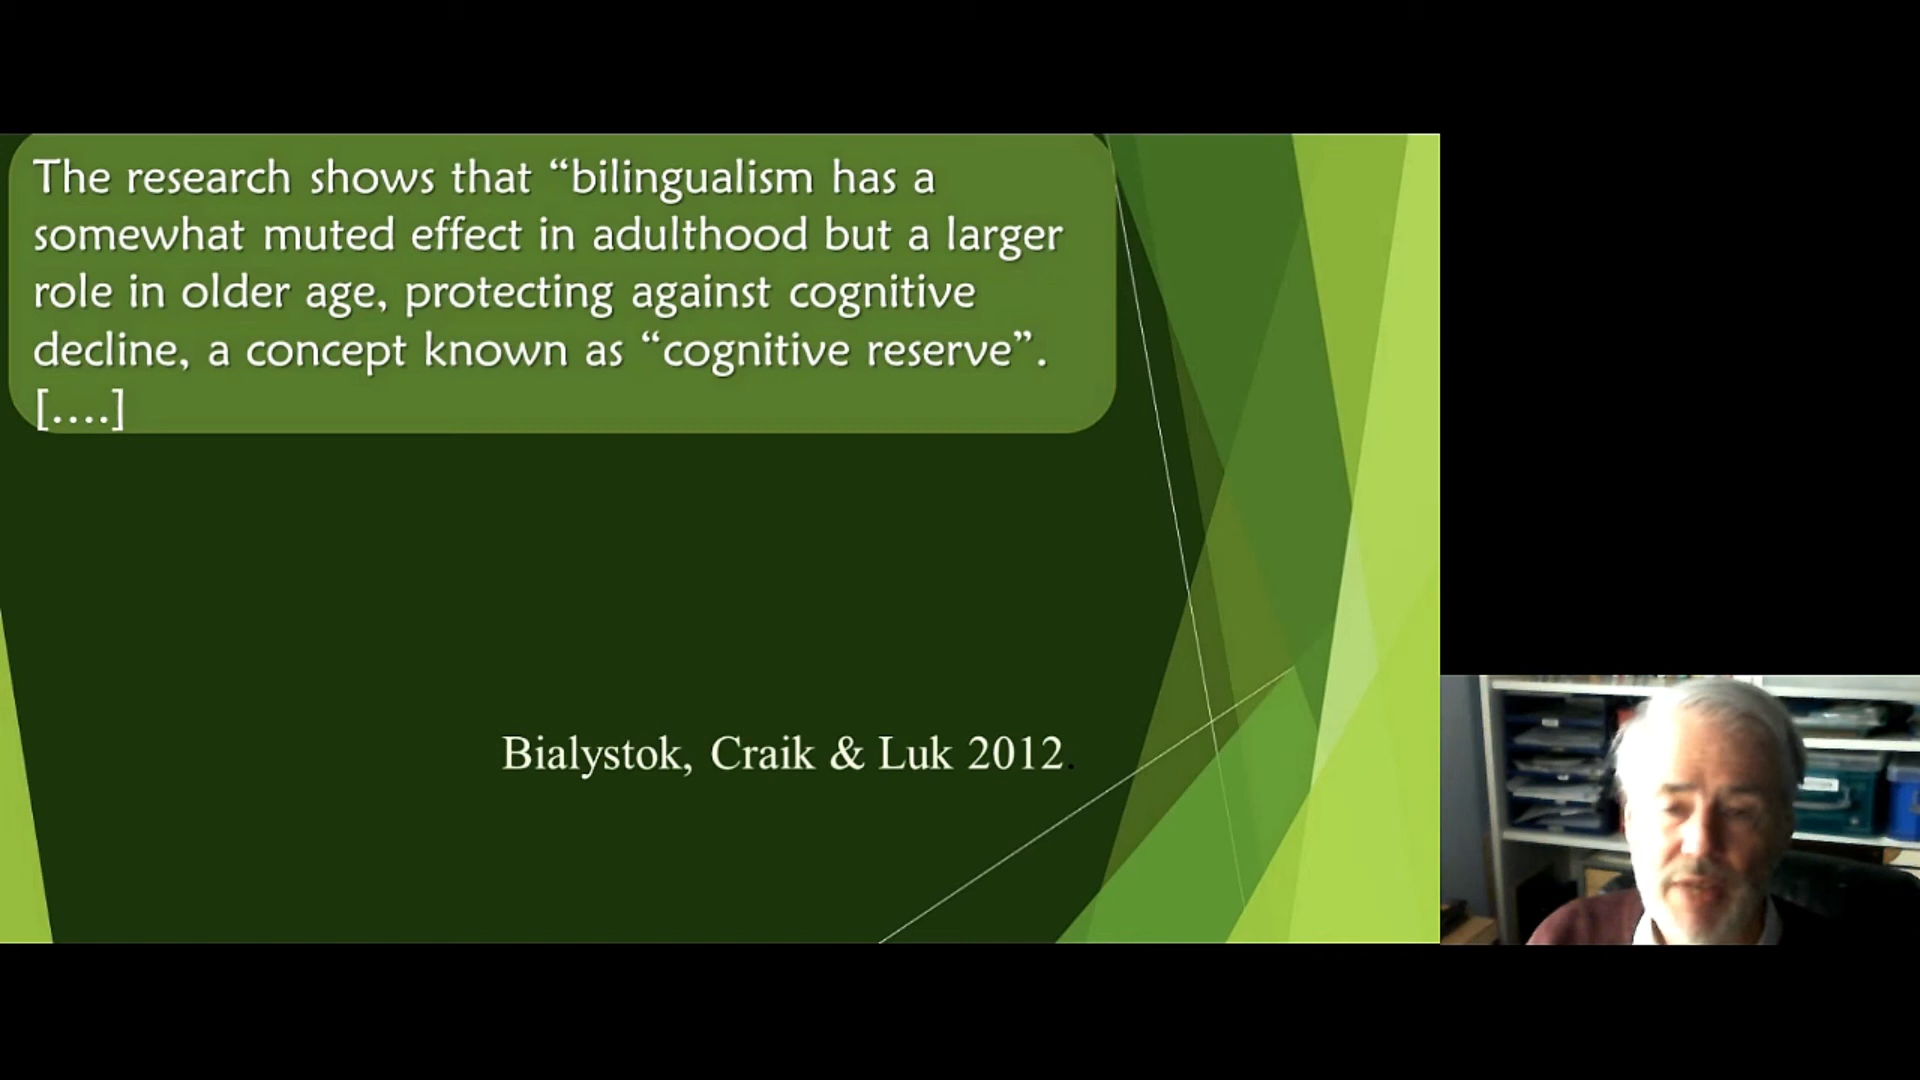 The research shows that “bilingualism has a
somewhat muted effect in adulthood but a larger
role in older age, protecting against cognitive
decline, a concept known as “cognitive reserve”.
[....]
Bialystok, Craik & Luk 2012.